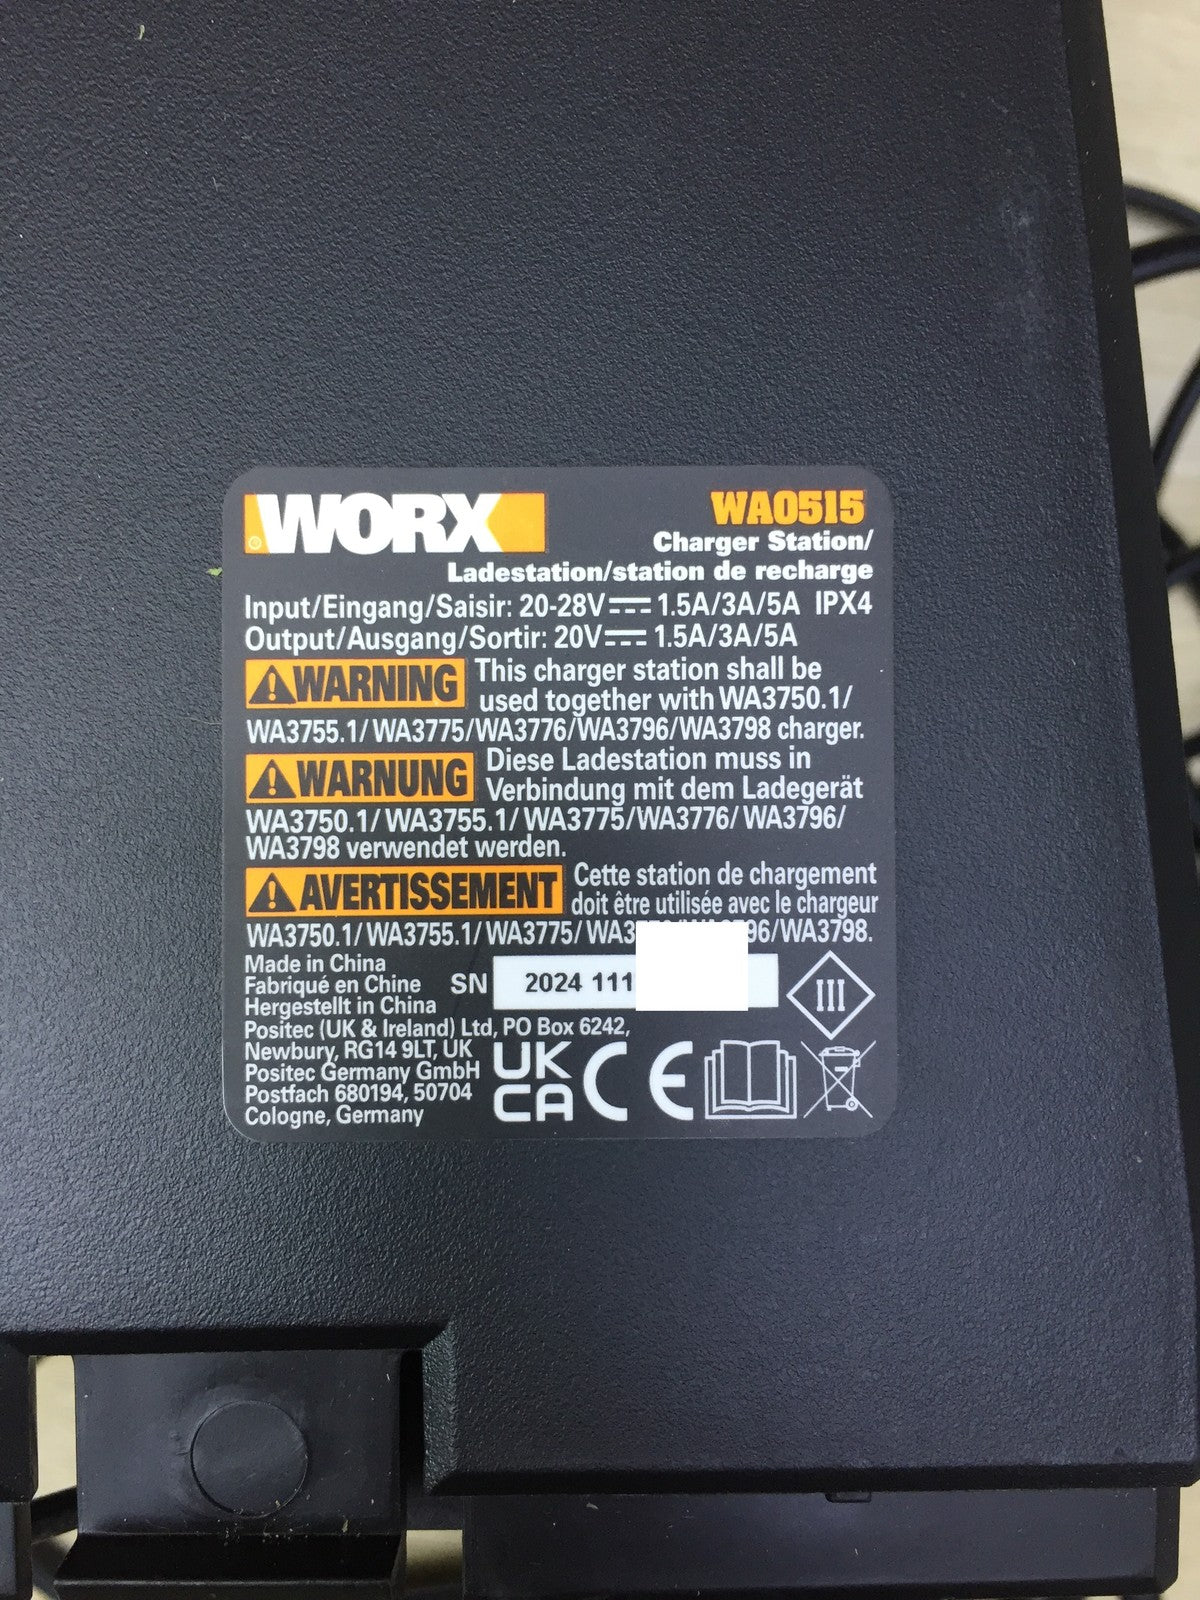 WORX WA0515
Charger Station/
Ladestation/station de recharge
Input/Eingang/Saisir: 20-28V 1.5A/3A/5A IPX4
Output/Ausgang/Sortir: 20V 1.5A/3A/5A
WARNING This charger station shall be
used together with WA3750.1/
WA3755.1/ WA3775/WA3776/WA3796/WA3798 charger.
WARNUNG Diese Ladestation muss in
Verbindung mit dem Ladegerät
WA3750.1/ WA3755.1/ WA3775/WA3776/ WA3796/
WA3798 verwendet werden.
AVERTISSEMENT Cette station de chargement
doit être utilisée avec le chargeur
WA3750.1/ WA3755.1/ WA3775/ /WA3798.
Made in China
Fabriqué en Chine
Hergestellt in China
SN 2024 111
III
Positec (UK & Ireland) Ltd, PO Box 6242,
Newbury, RG14 9LT, UK
Positec Germany GmbH
Postfach 680194, 50704
Cologne, Germany
UK
CA
CE